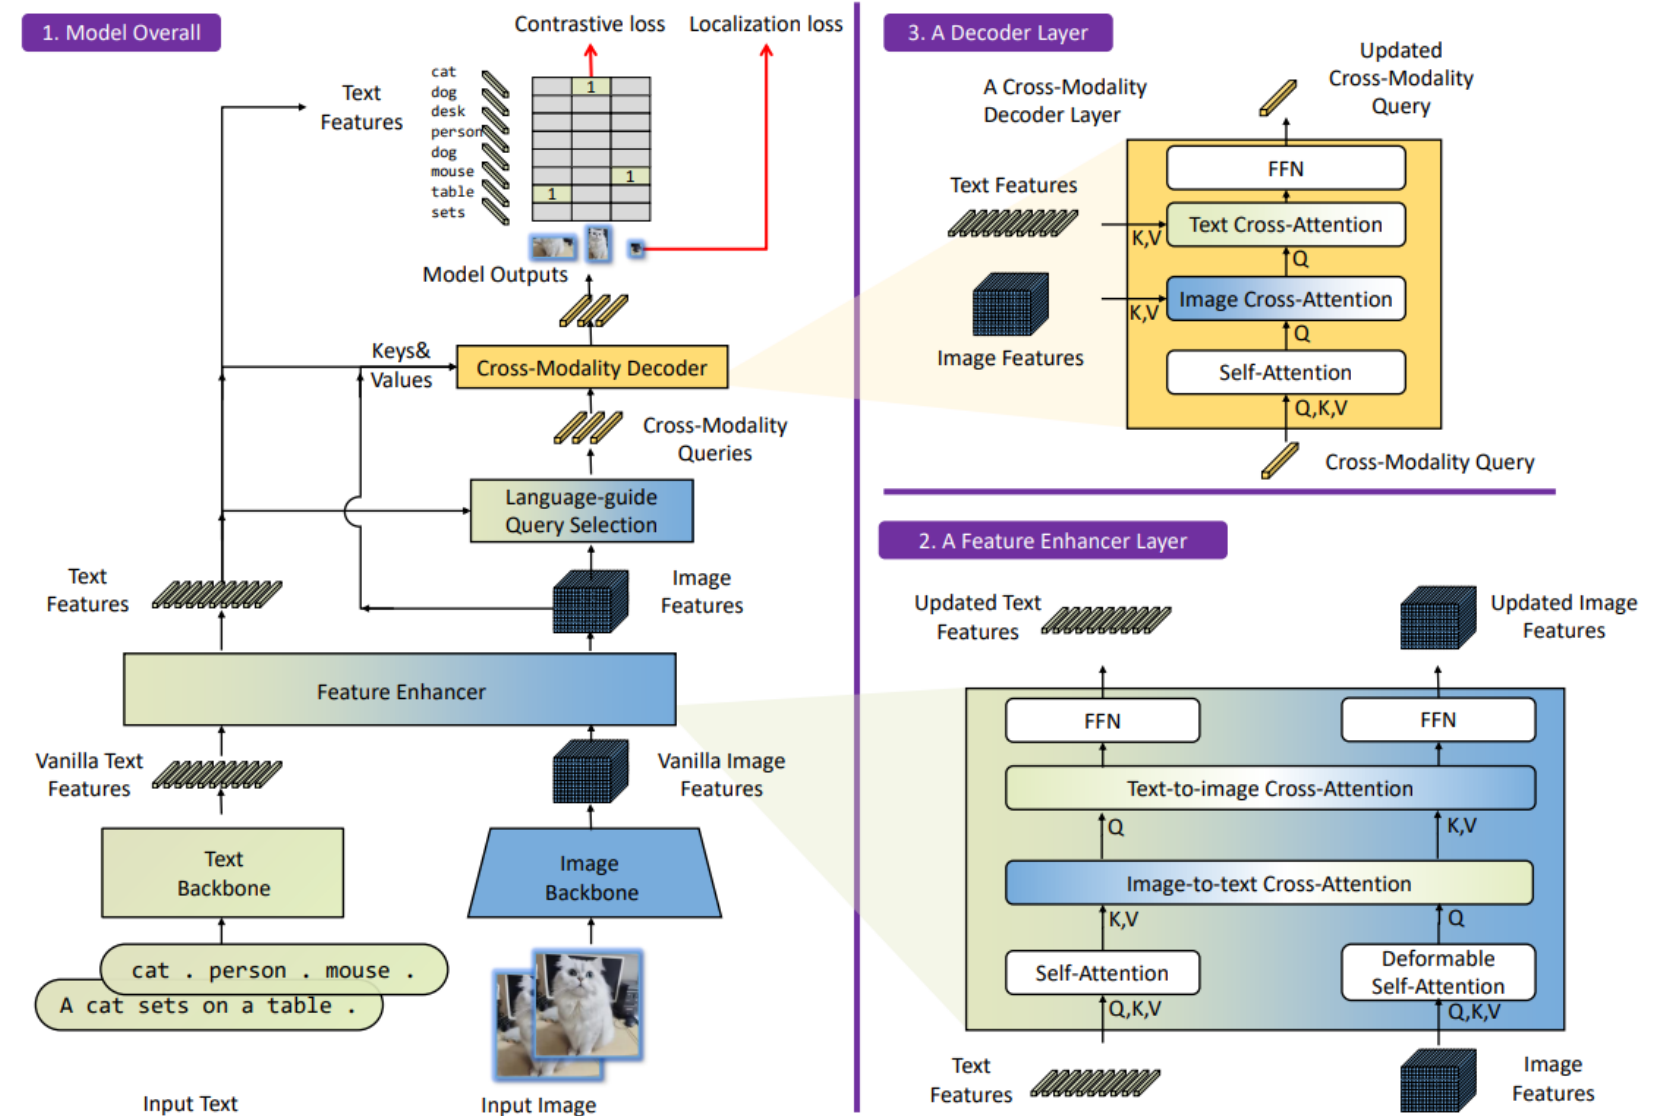 1. Model Overall
Contrastive loss
Localization loss
Text
Features
cat
dog
desk
person
dog
mouse
table
sets
1
1
1
Model Outputs
Keys&
Values
Cross-Modality Decoder
Cross-Modality
Queries
Language-guide
Query Selection
Text
Features
Image
Features
Feature Enhancer
Vanilla Text
Features
Vanilla Image
Features
Text
Backbone
Image
Backbone
cat . person . mouse .
A cat sets on a table .
Input Text
Input Image
3. A Decoder Layer
A Cross-Modality
Decoder Layer
Updated
Cross-Modality
Query
FFN
Text Features
Text Cross-Attention
K,V
Q
Image Cross-Attention
K,V
Q
Image Features
Self-Attention
Q,K,V
Cross-Modality Query
2. A Feature Enhancer Layer
Updated Text
Features
Updated Image
Features
FFN
FFN
Text-to-image Cross-Attention
Q
K,V
Image-to-text Cross-Attention
K,V
Q
Self-Attention
Deformable
Self-Attention
Q,K,V
Q,K,V
Text
Features
Image
Features